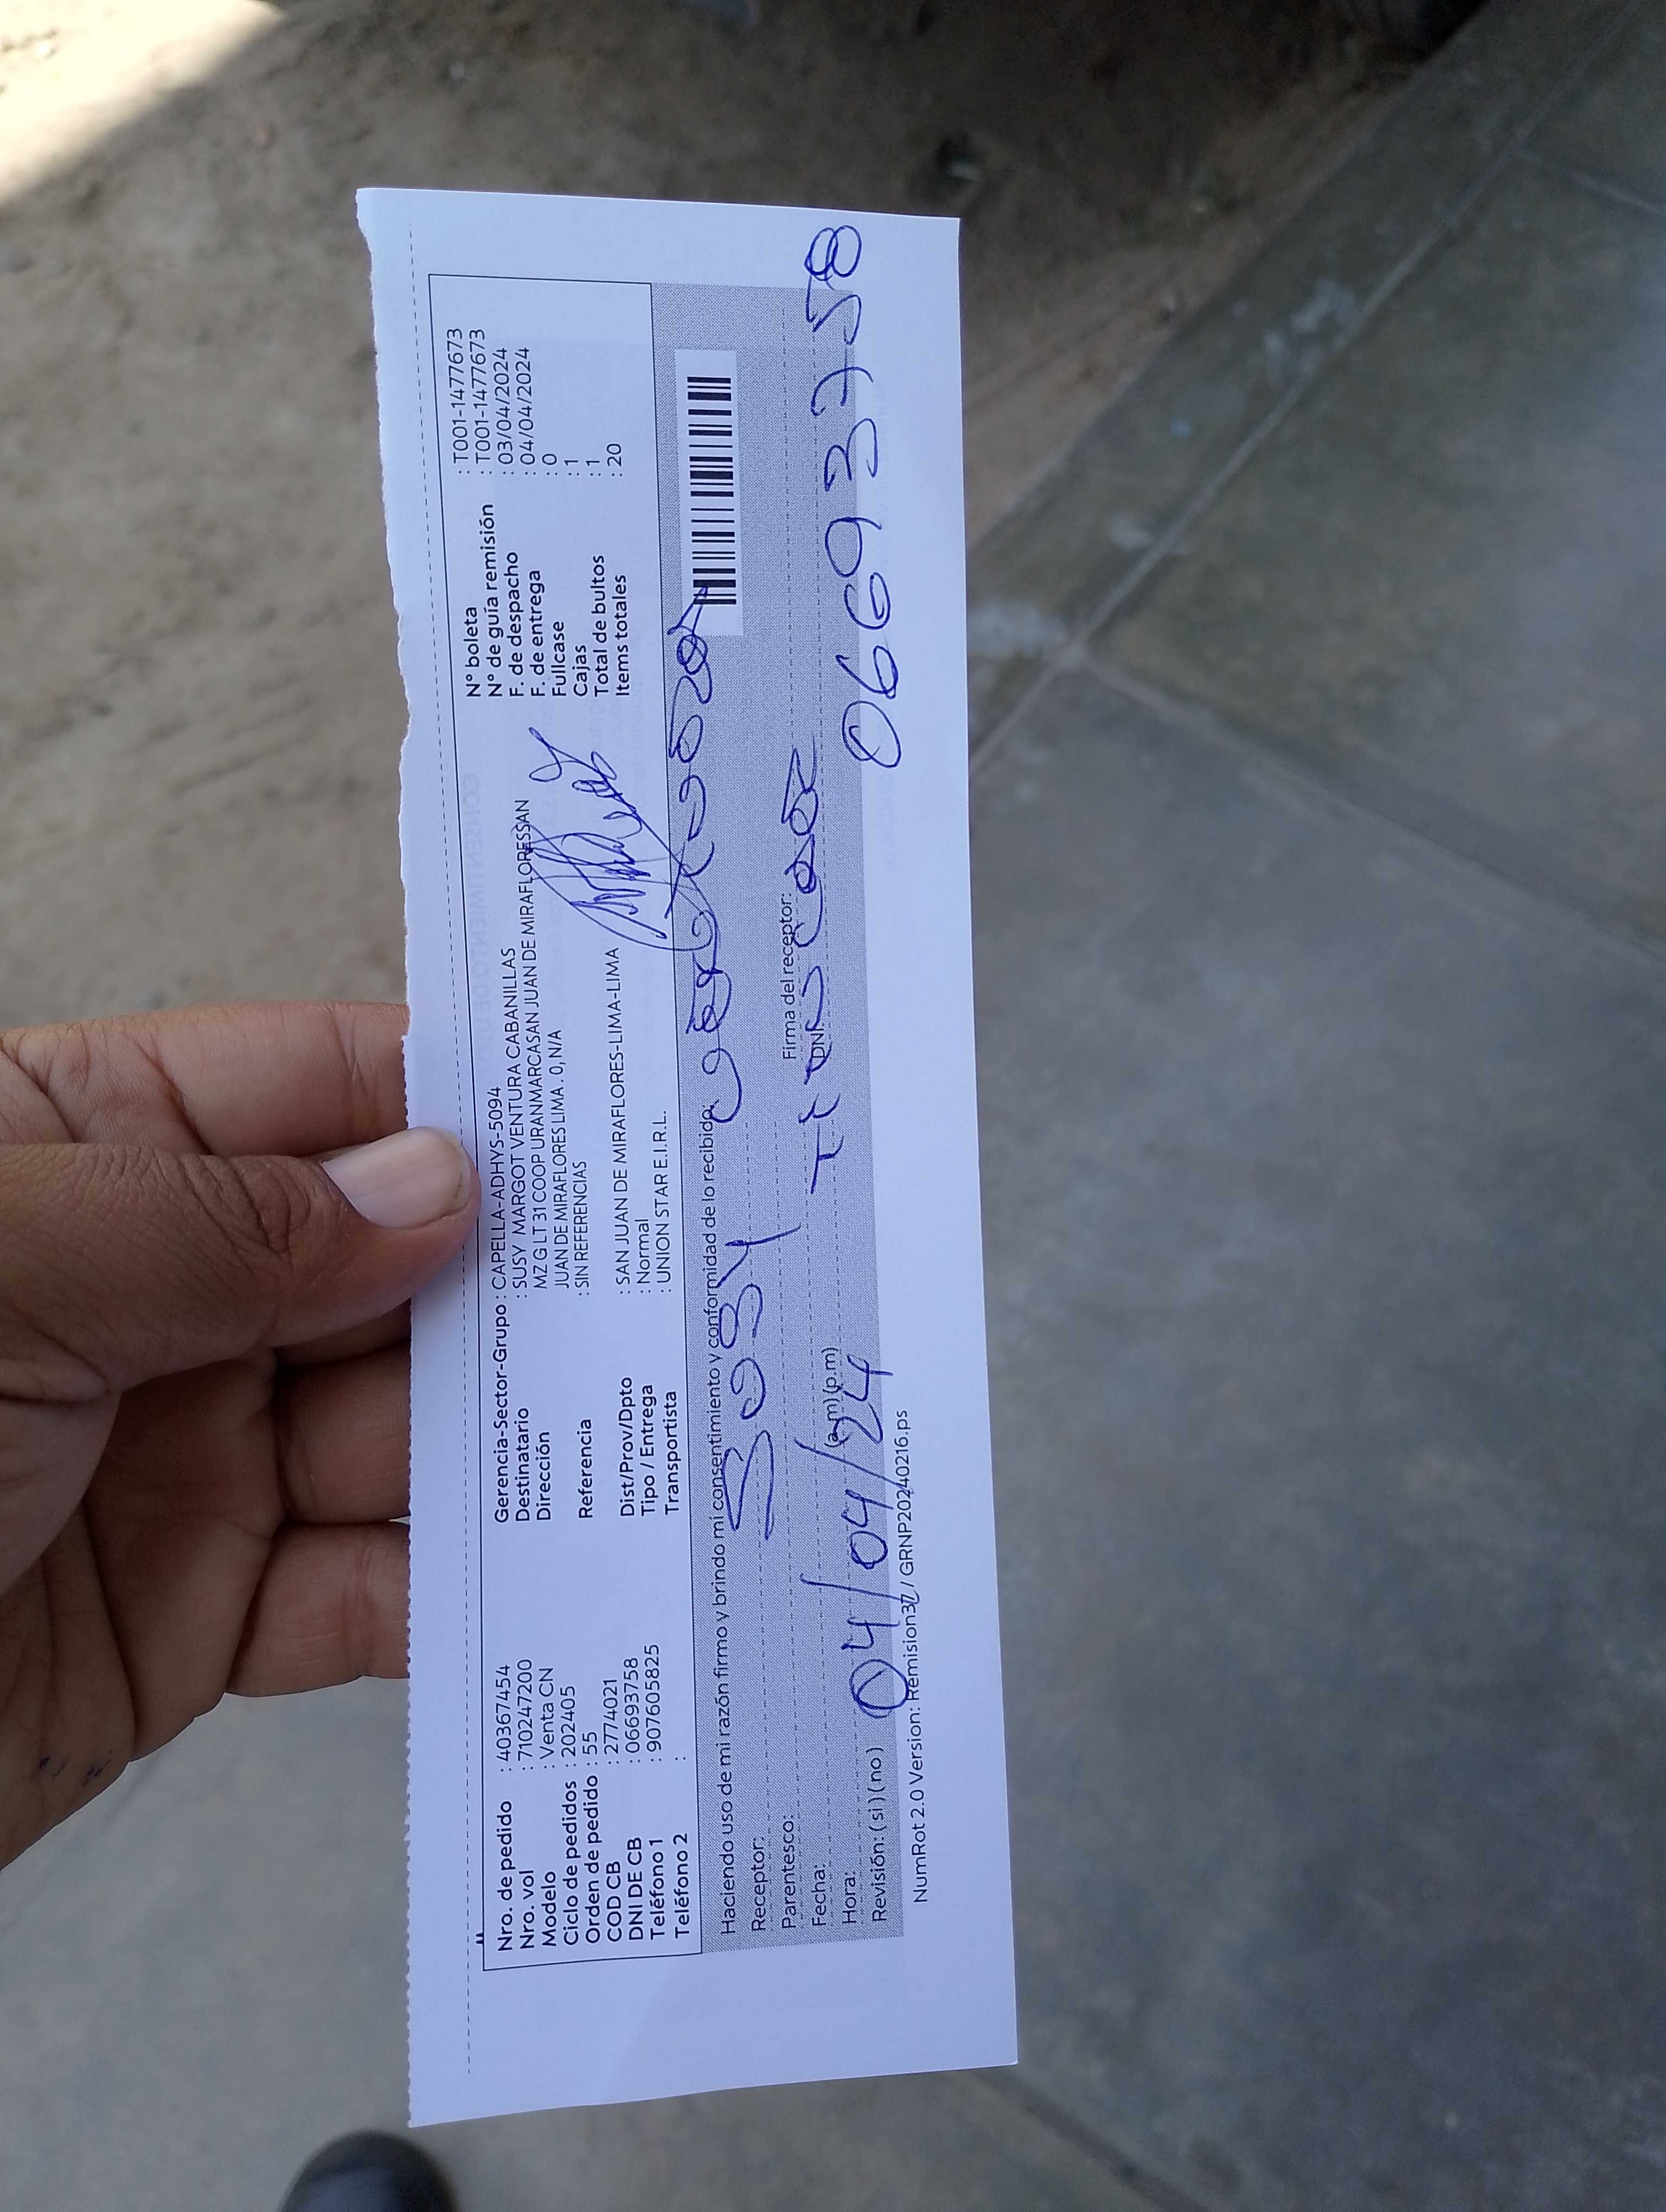 Nro. de pedido : 40367454
Nro. vol : 710247200
Modelo : Venta CN
Ciclo de pedidos : 202405
Orden de pedido : 55
COD CB : 27774021
DNI DE CB : 06693758
Teléfono 1 : 907605825
Teléfono 2 :
Gerencia-Sector-Grupo : CAPELLA-ADHYS-5094
Destinatario : SUSY MARGOT VENTURA CABANILLAS
Dirección MZ G LT 31 COOP URANMARCASAN JUAN DE MIRAFLORESSAN
JUAN DE MIRAFLORES LIMA . 0, N/A
Referencia : SIN REFERENCIAS
Dist/Prov/Dpto : SAN JUAN DE MIRAFLORES-LIMA-LIMA
Tipo / Entrega : Normal
Transportista : UNION STAR E.I.R.L.
N° boleta : T001-1477673
N° de guía remisión : T001-1477673
F. de despacho : 03/04/2024
F. de entrega : 04/04/2024
Fullcase : 0
Cajas : 1
Total de bultos : 1
Items totales : 20
Haciendo uso de mi razón firmo y brindo mi consentimiento y conformidad de lo recibido:
Receptor:
Parentesco:
Firma del receptor:
Fecha:
DNI:
06693758
Hora: (a.m) (p.m)
04/04/24
Revisión: ( si ) ( no )
NumRot 2.0 Version: Remision37 / GRNP20240216.ps